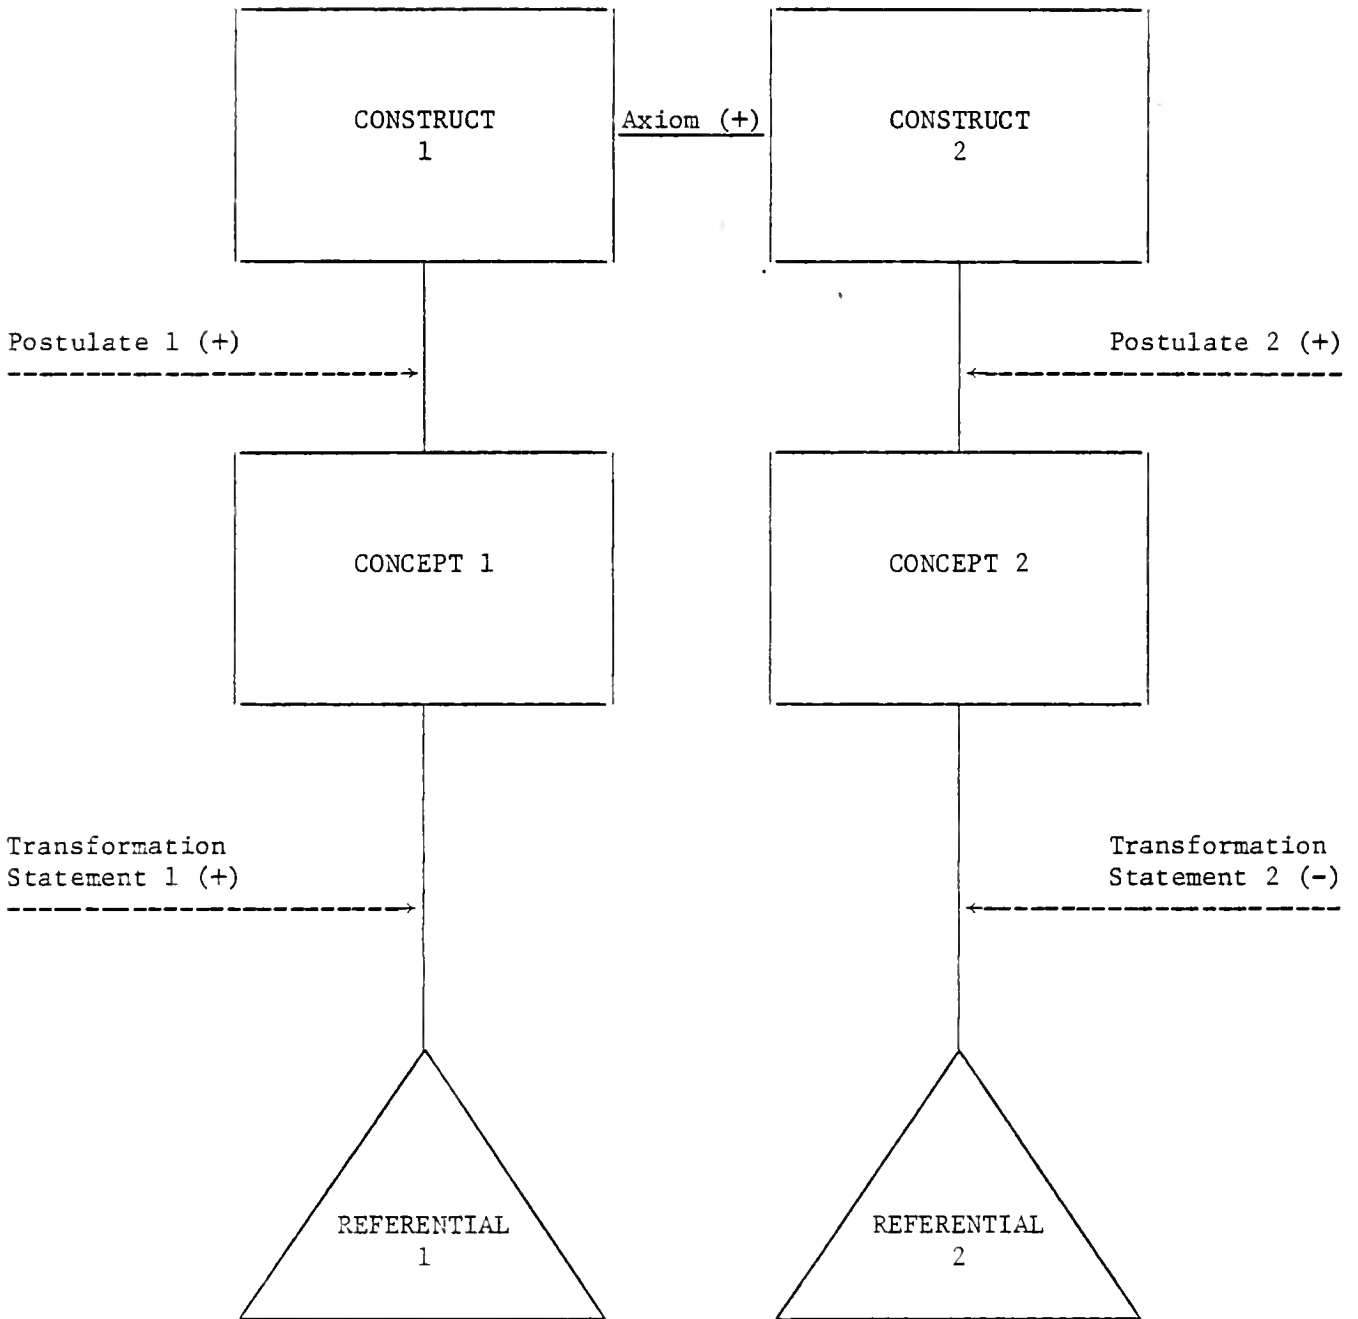 CONSTRUCT
1
Axiom (+)
CONSTRUCT
2
Postulate 1 (+)
Postulate 2 (+)
CONCEPT 1
CONCEPT 2
Transformation
Statement 1 (+)
Transformation
Statement 2 (-)
REFERENTIAL
1
REFERENTIAL
2